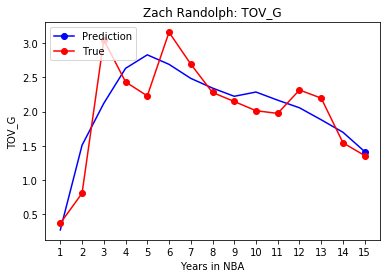 Zach Randolph: TOV_G
Prediction
True
3.0
2.5
2.0
1.5
1.0
0.5
TOV_G
1 2 3 4 5 6 7 8 9 10 11 12 13 14 15
Years in NBA